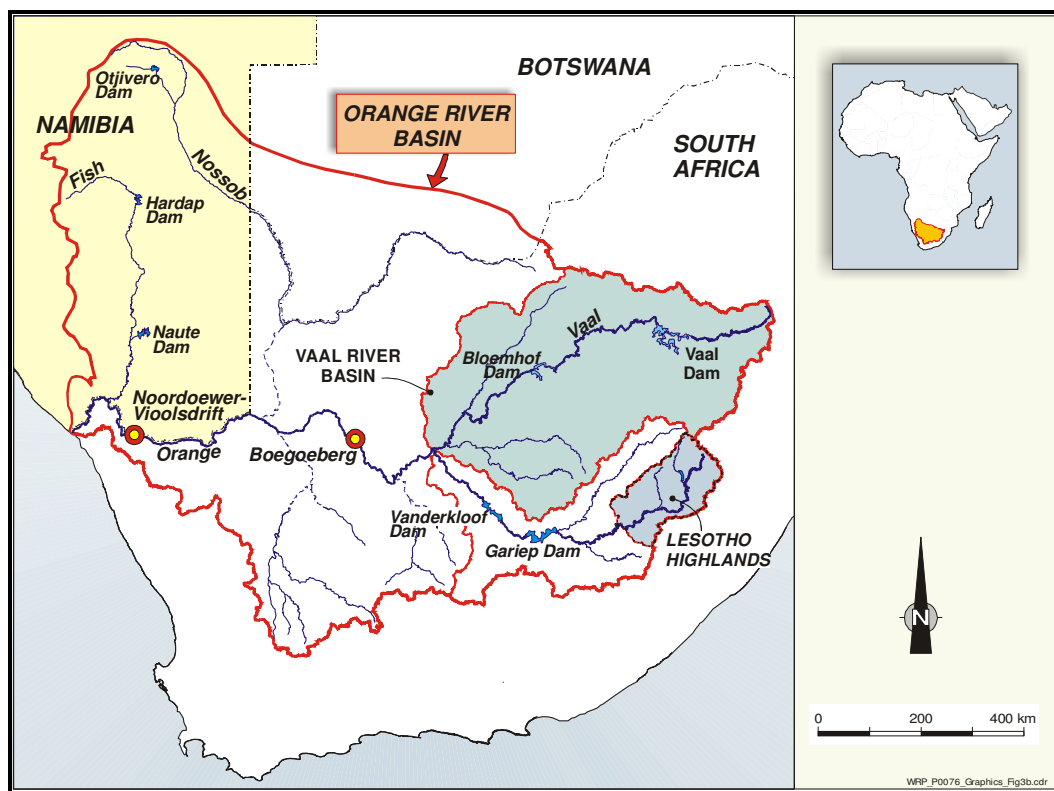 BOTSWANA
Otjivero
Dam
NAMIBIA
ORANGE RIVER
BASIN
SOUTH
AFRICA
Fish
Nossob
Hardap
Dam
Naute
Dam
Vaal
Bloemhof
Dam
Vaal
Dam
VAAL RIVER
BASIN
Noordoewer-
Vioolsdrift
Orange
Boegoeberg
Vanderkloof
Dam
Gariep Dam
LESOTHO
HIGHLANDS
N
0 200 400 km
WRP_P0076_Graphics_Fig3b.cdr